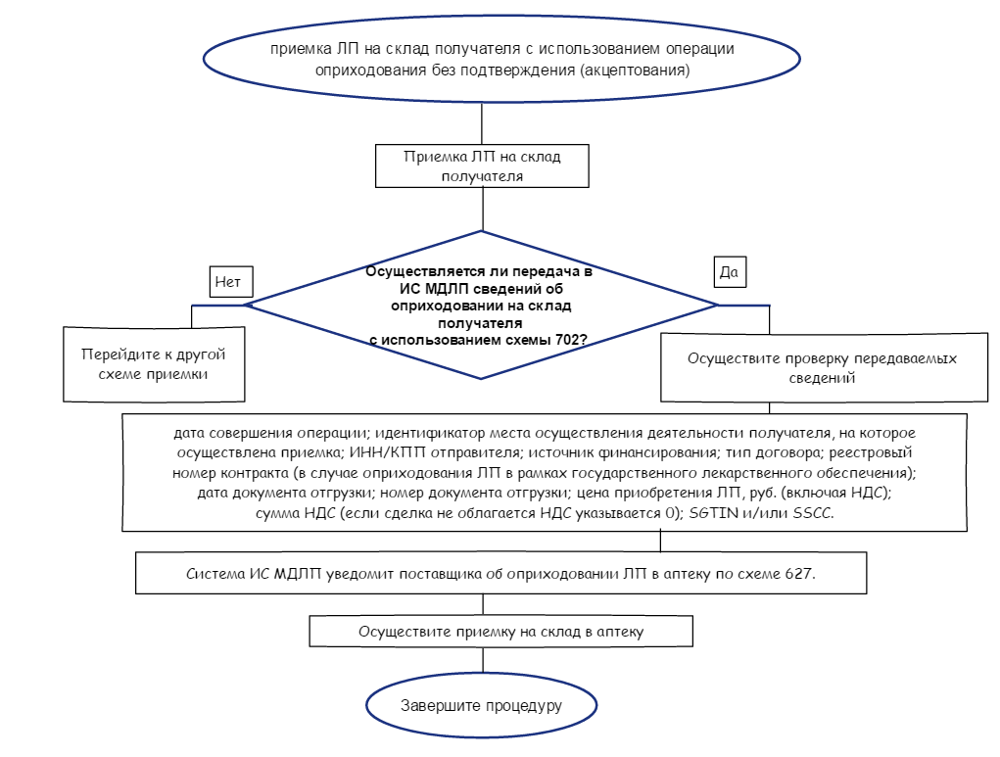 приемка ЛП на склад получателя с использованием операции
оприходования без подтверждения (акцептования)
Приемка ЛП на склад
получателя
Осуществляется ли передача в
ИС МДЛП сведений об
оприходовании на склад
получателя
с использованием схемы 702?
Нет
Да
Перейдите к другой
схеме приемки
Осуществите проверку передаваемых
сведений
дата совершения операции; идентификатор места осуществления деятельности получателя, на которое
осуществлена приемка; ИНН/КПП отправителя; источник финансирования; тип договора; реестровый
номер контракта (в случае оприходования ЛП в рамках государственного лекарственного обеспечения);
дата документа отгрузки; номер документа отгрузки; цена приобретения ЛП, руб. (включая НДС);
сумма НДС (если сделка не облагается НДС указывается 0); SGTIN и/или SSCC.
Система ИС МДЛП уведомит поставщика об оприходовании ЛП в аптеку по схеме 627.
Осуществите приемку на склад в аптеку
Завершите процедуру